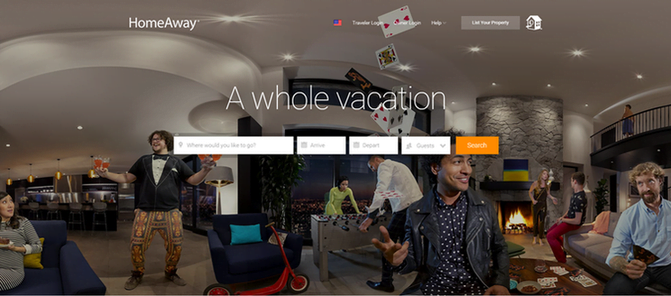 HomeAway
Traveler Login
Owner Login
Help
List Your Property
A whole vacation
Where would you like to go?
Arrive
Depart
Guests
Search